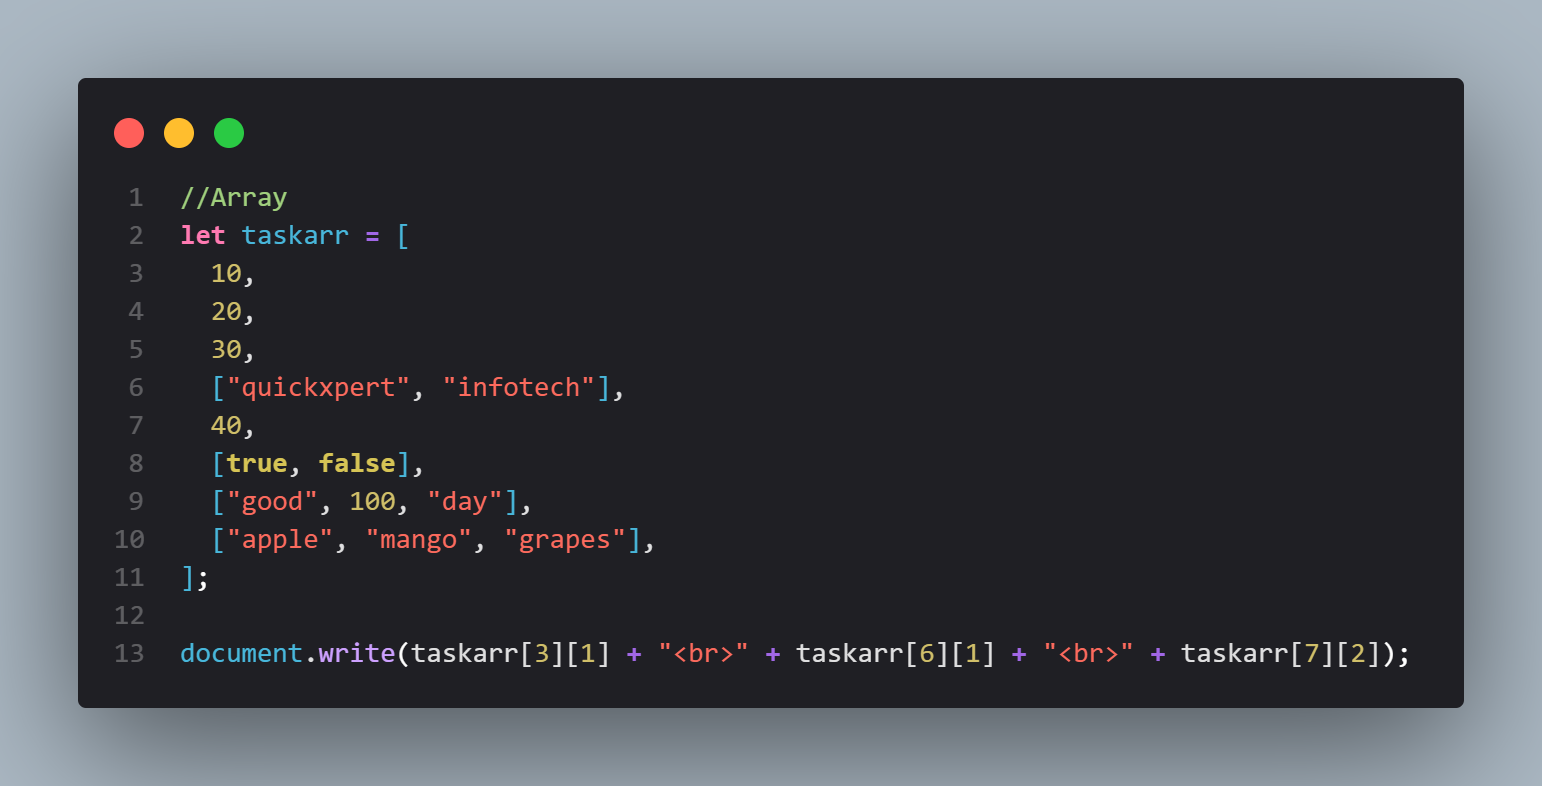 1 //Array
2 let taskarr = [
3   10,
4   20,
5   30,
6   ["quickxpert", "infotech"],
7   40,
8   [true, false],
9   ["good", 100, "day"],
10   ["apple", "mango", "grapes"],
11 ];
12
13 document.write(taskarr[3][1] + "<br>" + taskarr[6][1] + "<br>" + taskarr[7][2]);